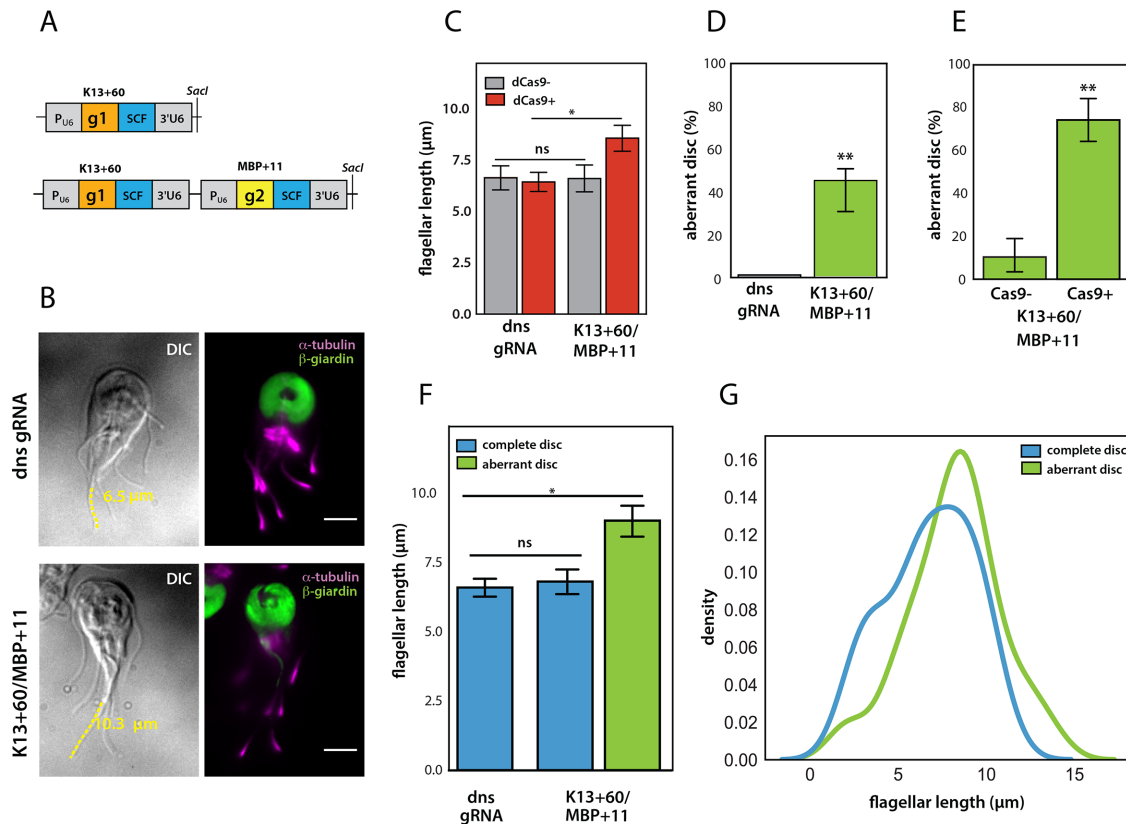 A
K13+60
SacI
PU6 g1 SCF 3'U6
K13+60 MBP+11
SacI
PU6 g1 SCF 3'U6 PU6 g2 SCF 3'U6
B
dns gRNA
DIC
6.5 μm
α-tubulin
β-giardin
K13+60/MBP+11
DIC
10.3 μm
α-tubulin
β-giardin
C
flagellar length (μm)
dCas9-
dCas9+
10.0
7.5
5.0
2.5
0.0
*
ns
dns
gRNA
K13+60/
MBP+11
D
aberrant disc (%)
100
80
60
40
20
0
**
dns
gRNA
K13+60/
MBP+11
E
aberrant disc (%)
100
80
60
40
20
0
**
Cas9- Cas9+
K13+60/
MBP+11
F
flagellar length (μm)
complete disc
aberrant disc
10.0
7.5
5.0
2.5
0.0
*
ns
dns
gRNA
K13+60/
MBP+11
G
density
complete disc
aberrant disc
0.16
0.14
0.12
0.10
0.08
0.06
0.04
0.02
0.00
0 5 10 15
flagellar length (μm)